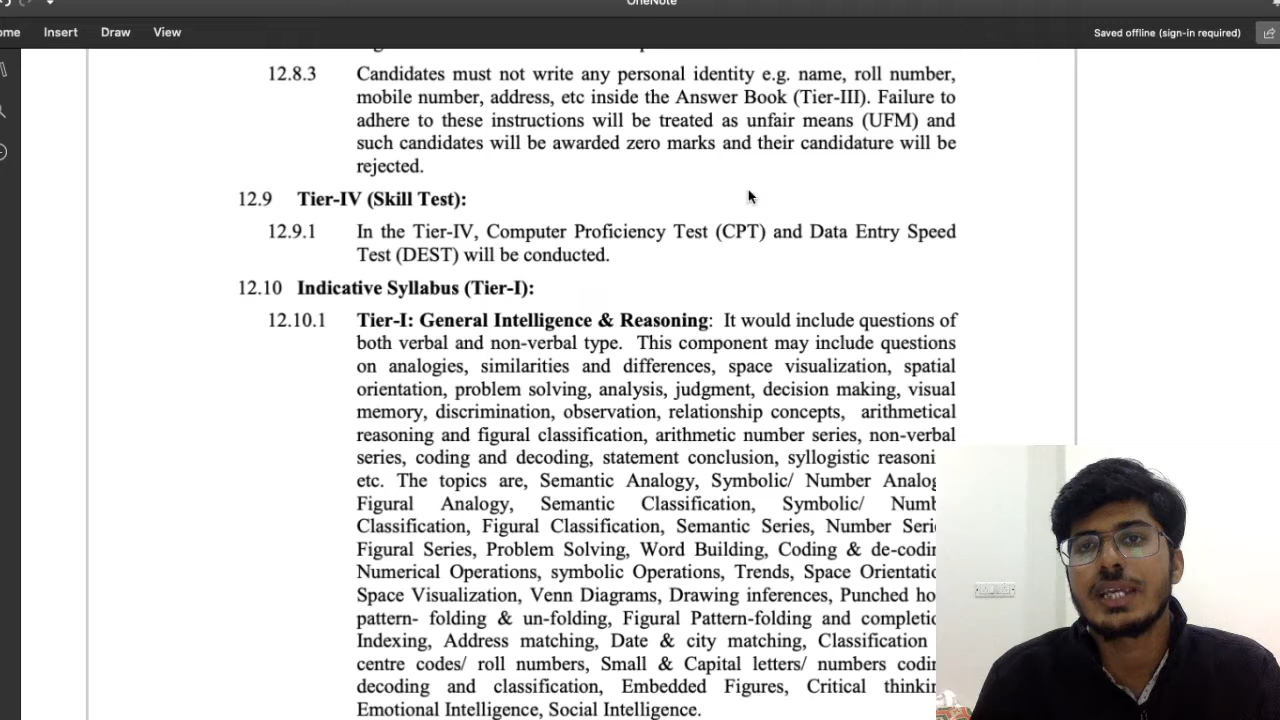 OneNote
ome Insert Draw View
Saved offline (sign-in required)
12.8.3 Candidates must not write any personal identity e.g. name, roll number,
mobile number, address, etc inside the Answer Book (Tier-III). Failure to
adhere to these instructions will be treated as unfair means (UFM) and
such candidates will be awarded zero marks and their candidature will be
rejected.
12.9 Tier-IV (Skill Test):
12.9.1 In the Tier-IV, Computer Proficiency Test (CPT) and Data Entry Speed
Test (DEST) will be conducted.
12.10 Indicative Syllabus (Tier-I):
12.10.1 Tier-I: General Intelligence & Reasoning: It would include questions of
both verbal and non-verbal type. This component may include questions
on analogies, similarities and differences, space visualization, spatial
orientation, problem solving, analysis, judgment, decision making, visual
memory, discrimination, observation, relationship concepts, arithmetical
reasoning and figural classification, arithmetic number series, non-verbal
series, coding and decoding, statement conclusion, syllogistic reasoni
etc. The topics are, Semantic Analogy, Symbolic/ Number Analog
Figural Analogy, Semantic Classification, Symbolic/ Numb
Classification, Figural Classification, Semantic Series, Number Seri
Figural Series, Problem Solving, Word Building, Coding & de-codin
Numerical Operations, symbolic Operations, Trends, Space Orientatio
Space Visualization, Venn Diagrams, Drawing inferences, Punched ho
pattern- folding & un-folding, Figural Pattern-folding and completio
Indexing, Address matching, Date & city matching, Classification
centre codes/ roll numbers, Small & Capital letters/ numbers codin
decoding and classification, Embedded Figures, Critical thinkin
Emotional Intelligence, Social Intelligence.